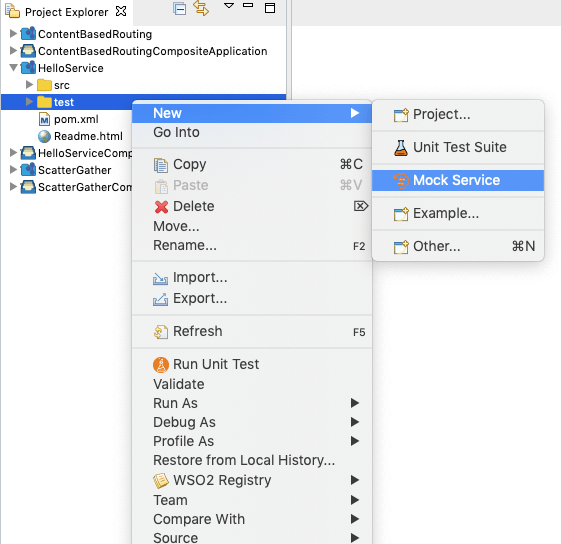 Project Explorer
ContentBasedRouting
ContentBasedRoutingCompositeApplication
HelloService
src
test
pom.xml
Readme.html
HelloServiceComp
ScatterGather
ScatterGatherCom
New
Go Into
Copy ⌘C
Paste ⌘V
Delete ⌦
Move...
Rename... F2
Import...
Export...
Refresh F5
Run Unit Test
Validate
Run As
Debug As
Profile As
Restore from Local History...
WSO2 Registry
Team
Compare With
Source
Project...
Unit Test Suite
Mock Service
Example...
Other... ⌘N